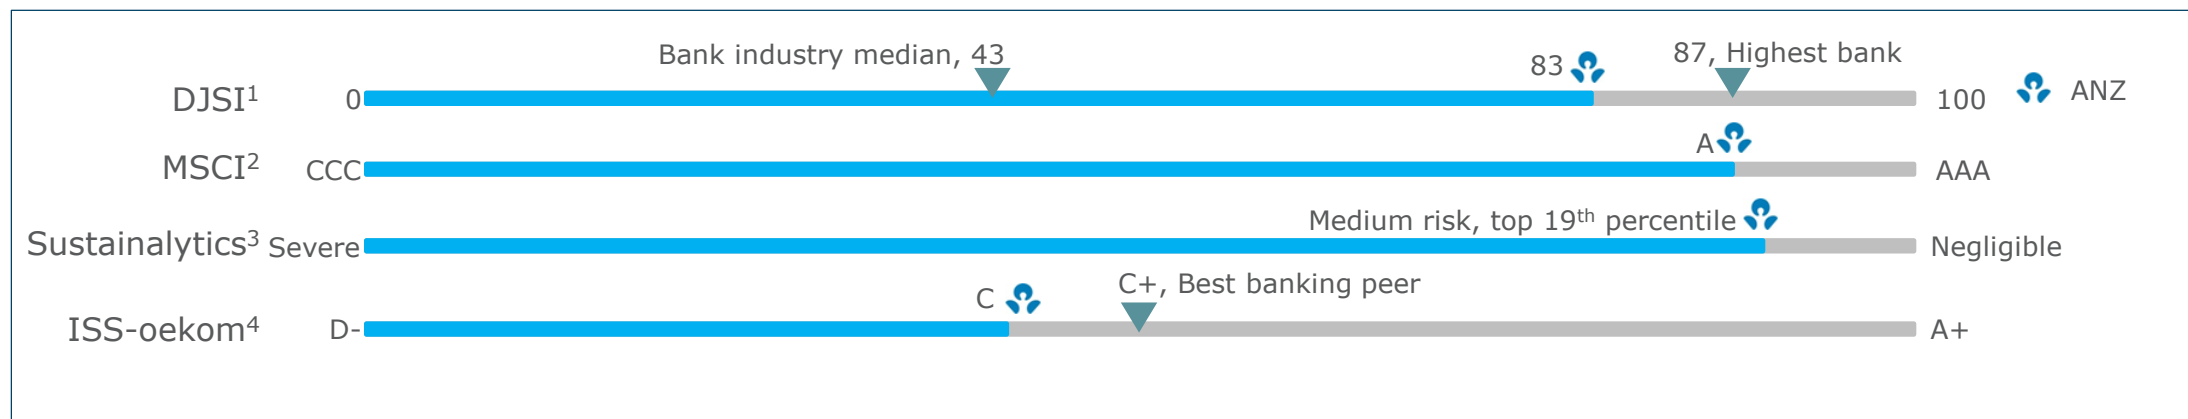 Bank industry median, 43
83
87, Highest bank
DJSI¹
0
100
ANZ
A
MSCI²
CCC
AAA
Medium risk, top 19th percentile
Sustainalytics³
Severe
Negligible
C
C+, Best banking peer
ISS-oekom⁴
D-
A+